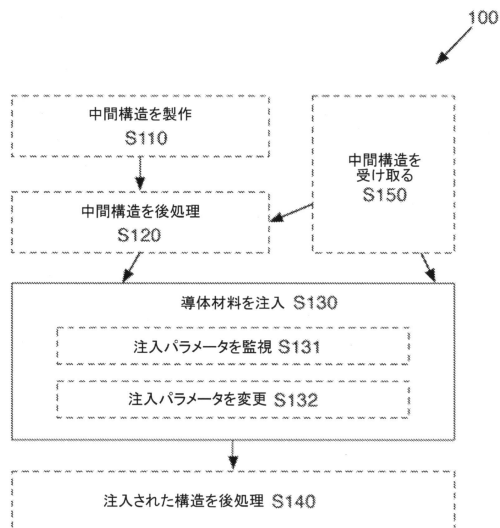 100
中間構造を製作
S110
中間構造を
受け取る
S150
中間構造を後処理
S120
導体材料を注入 S130
注入パラメータを監視 S131
注入パラメータを変更 S132
注入された構造を後処理 S140